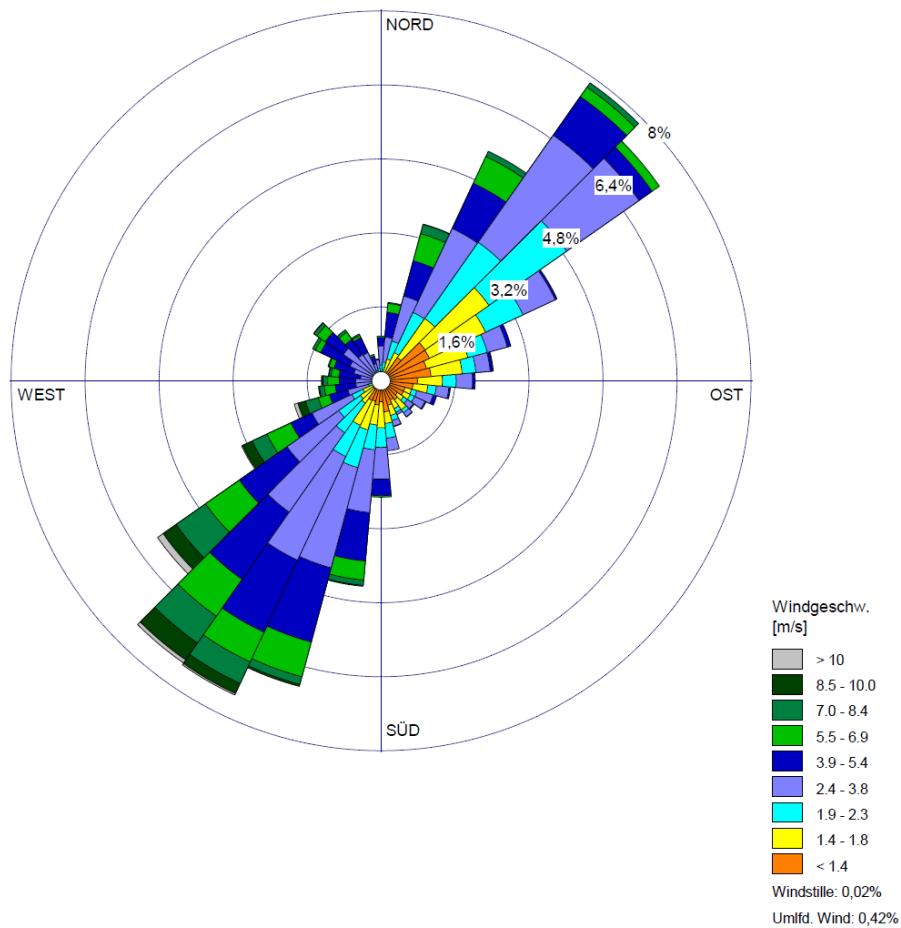 NORD
8%
6,4%
4,8%
3,2%
1,6%
WEST
OST
SÜD
Windgeschw.
[m/s]
> 10
8.5 - 10.0
7.0 - 8.4
5.5 - 6.9
3.9 - 5.4
2.4 - 3.8
1.9 - 2.3
1.4 - 1.8
< 1.4
Windstille: 0,02%
Umlfd. Wind: 0,42%